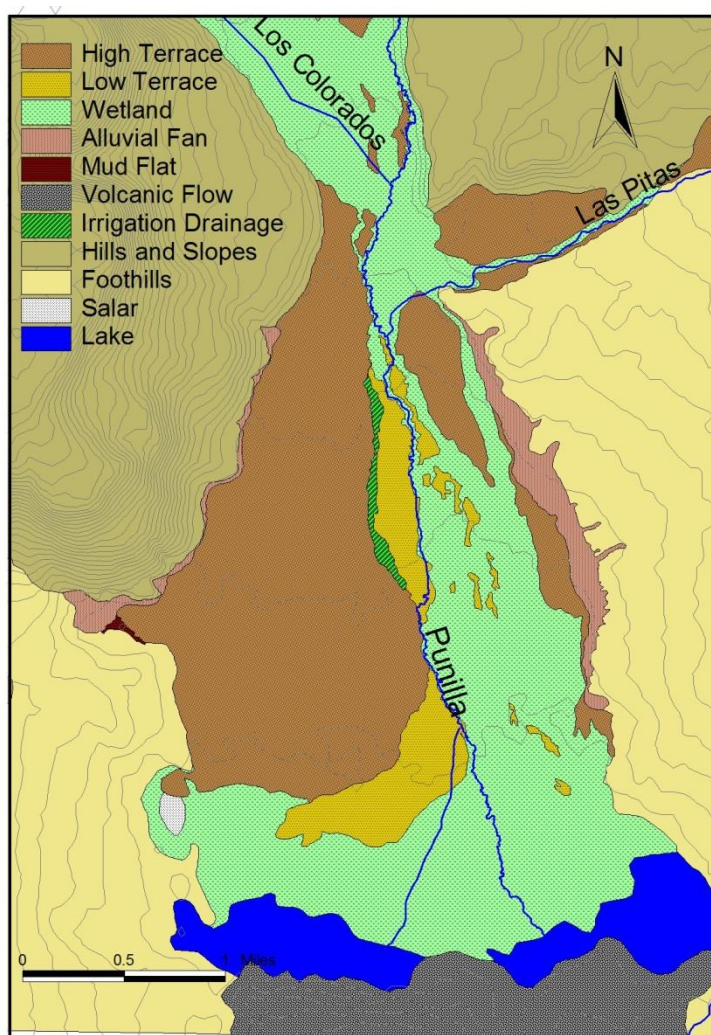 High Terrace
Low Terrace
Wetland
Alluvial Fan
Mud Flat
Volcanic Flow
Irrigation Drainage
Hills and Slopes
Foothills
Salar
Lake
Los Colorados
N
Las Pitas
Punilla
0 0.5 1 Miles